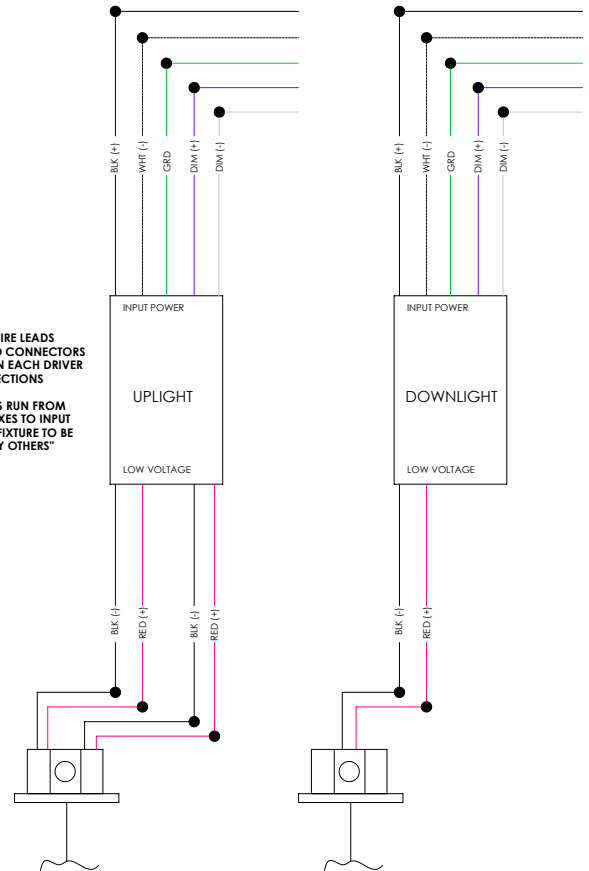 BLK (+)
WHT (-)
GRD
DIM (+)
DIM (-)
BLK (+)
WHT (-)
GRD
DIM (+)
DIM (-)
INPUT POWER
INPUT POWER
IRE LEADS
CONNECTORS
EACH DRIVER
ECTIONS
RUN FROM
XES TO INPUT
FIXTURE TO BE
Y OTHERS"
UPLIGHT
DOWNLIGHT
LOW VOLTAGE
LOW VOLTAGE
BLK (-)
RED (+)
BLK (-)
RED (+)
BLK (-)
RED (+)